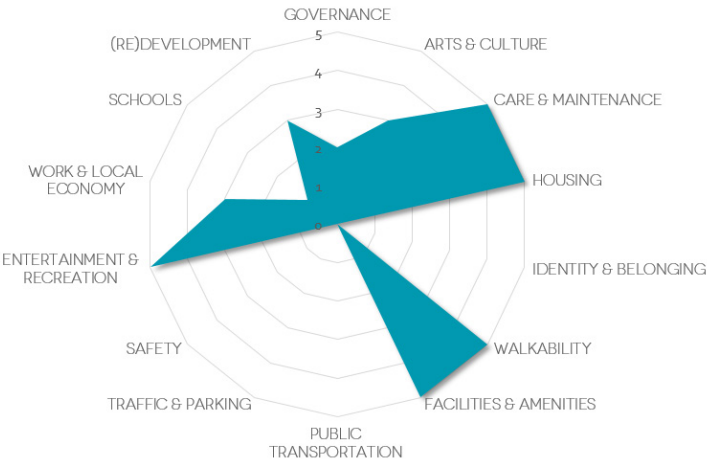 GOVERNANCE
(RE)DEVELOPMENT
ARTS & CULTURE
SCHOOLS
CARE & MAINTENANCE
WORK & LOCAL
ECONOMY
HOUSING
ENTERTAINMENT &
RECREATION
IDENTITY & BELONGING
SAFETY
WALKABILITY
TRAFFIC & PARKING
FACILITIES & AMENITIES
PUBLIC
TRANSPORTATION
5
4
3
2
1
0